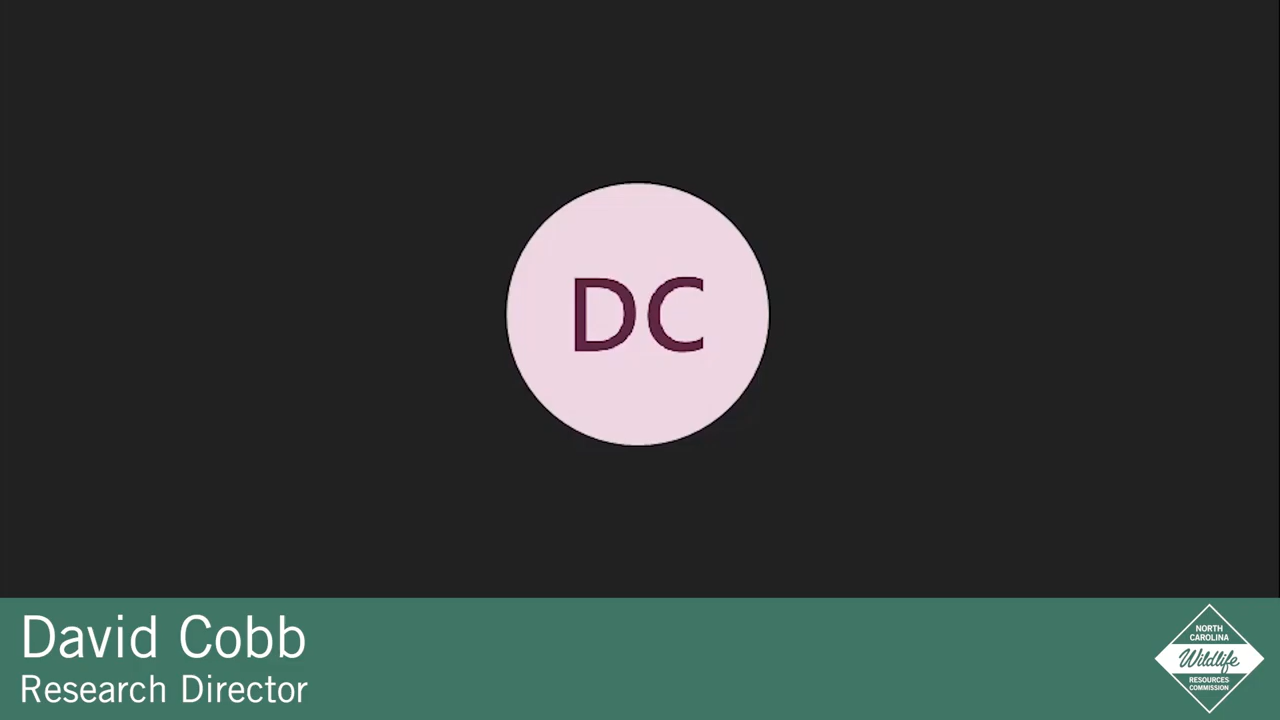 DC
David Cobb
Research Director
NORTH
CAROLINA
Wildlife
RESOURCES
COMMISSION